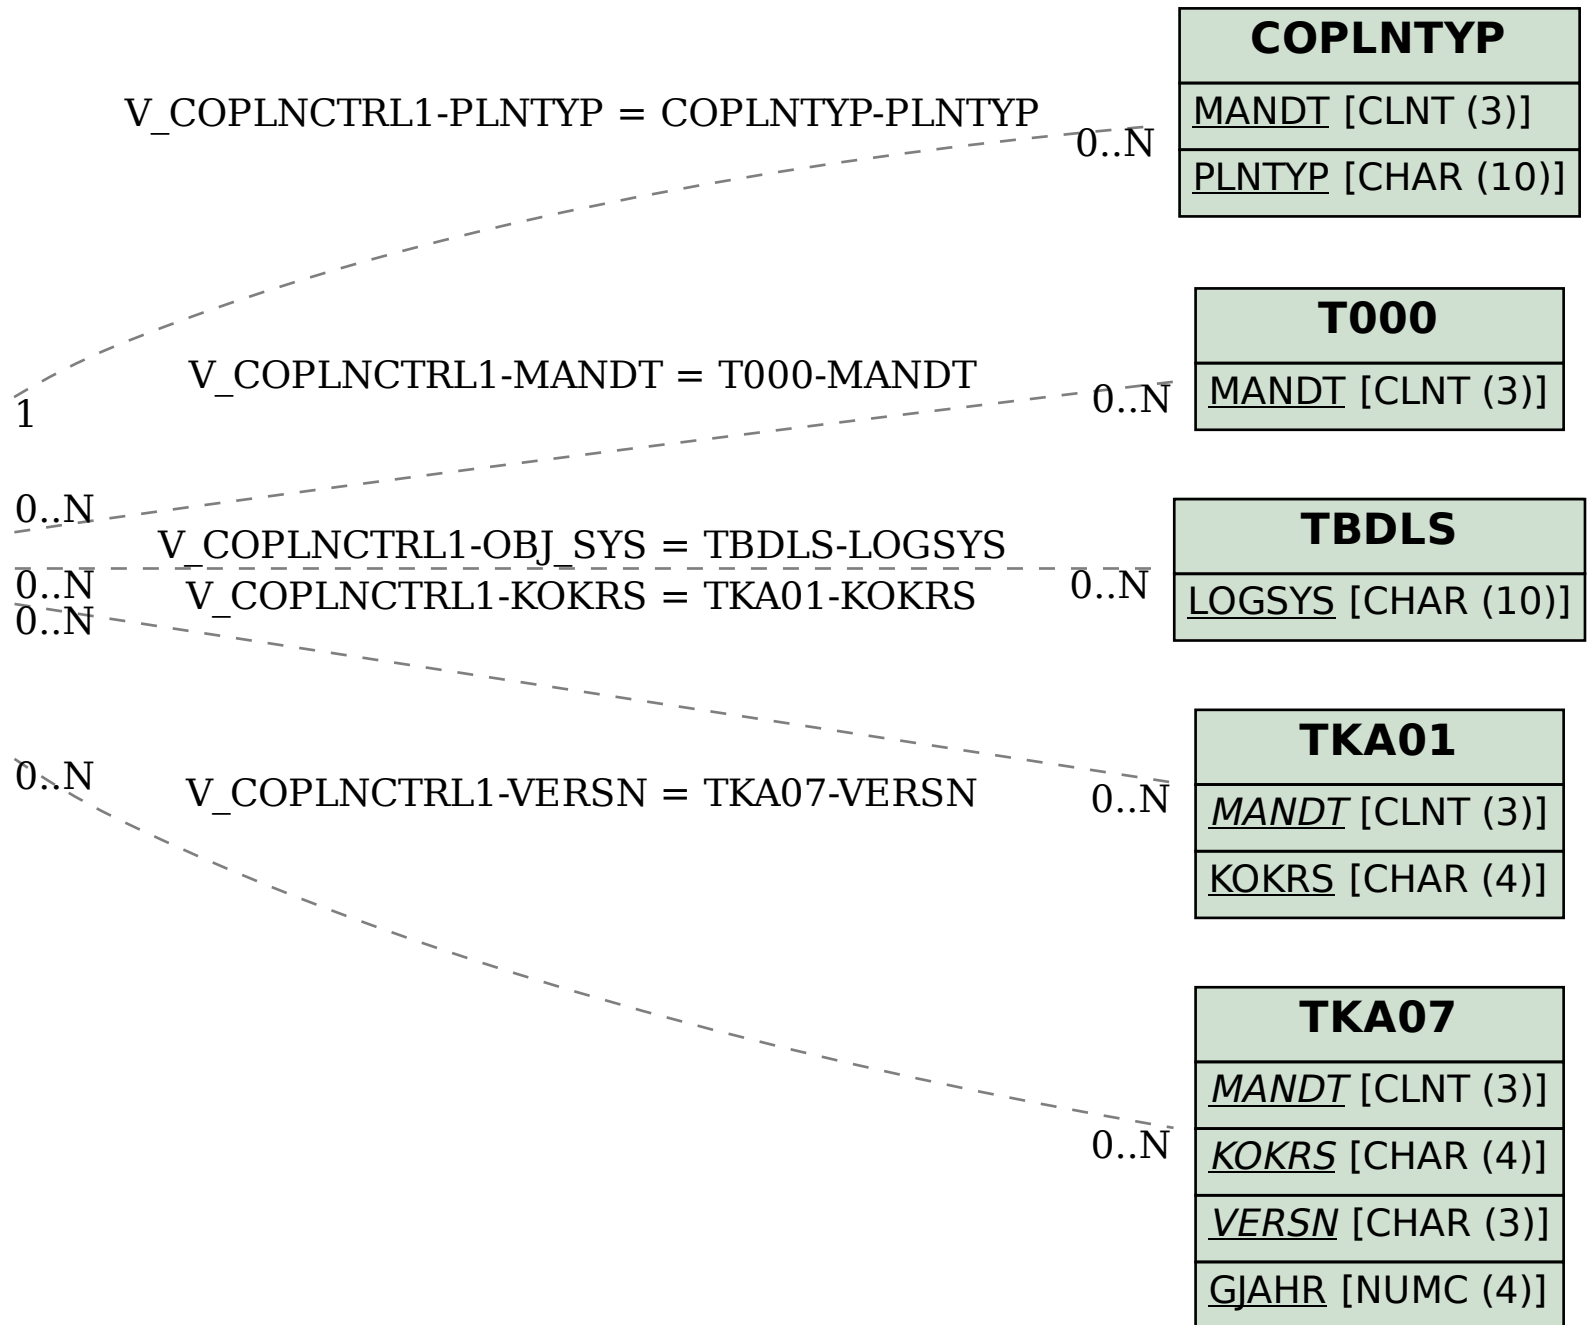 COPLNTYP
V_COPLNCTRL1-PLNTYP = COPLNTYP-PLNTYP
0..N
MANDT [CLNT (3)]
PLNTYP [CHAR (10)]
1
T000
V_COPLNCTRL1-MANDT = T000-MANDT
0..N
MANDT [CLNT (3)]
0..N
TBDLS
V_COPLNCTRL1-OBJ_SYS = TBDLS-LOGSYS
0..N
0..N
LOGSYS [CHAR (10)]
V_COPLNCTRL1-KOKRS = TKA01-KOKRS
0..N
TKA01
0..N
MANDT [CLNT (3)]
KOKRS [CHAR (4)]
0..N
V_COPLNCTRL1-VERSN = TKA07-VERSN
TKA07
MANDT [CLNT (3)]
0..N
KOKRS [CHAR (4)]
VERSN [CHAR (3)]
GJAHR [NUMC (4)]